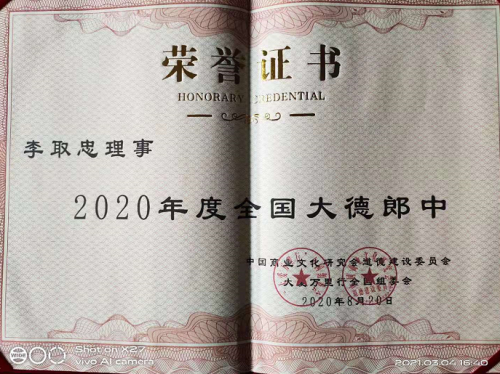 荣誉证书
HONORARY CREDENTIAL
李取忠理事
2020年度全国大德郎中
中国商业文化研究会道德建设委员会
大医万里行全国组委会
2020年8月20日
Shot on X27
vivo AI camera
2021.03.04 16:40